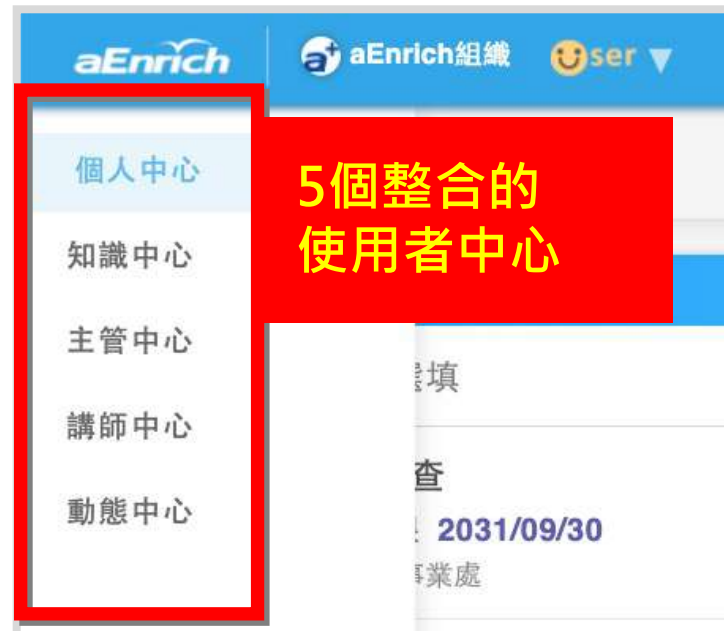 aEnrich aEnrich組織 User
個人中心
知識中心
主管中心
講師中心
動態中心
5個整合的
使用者中心
填
查
2031/09/30
事業處